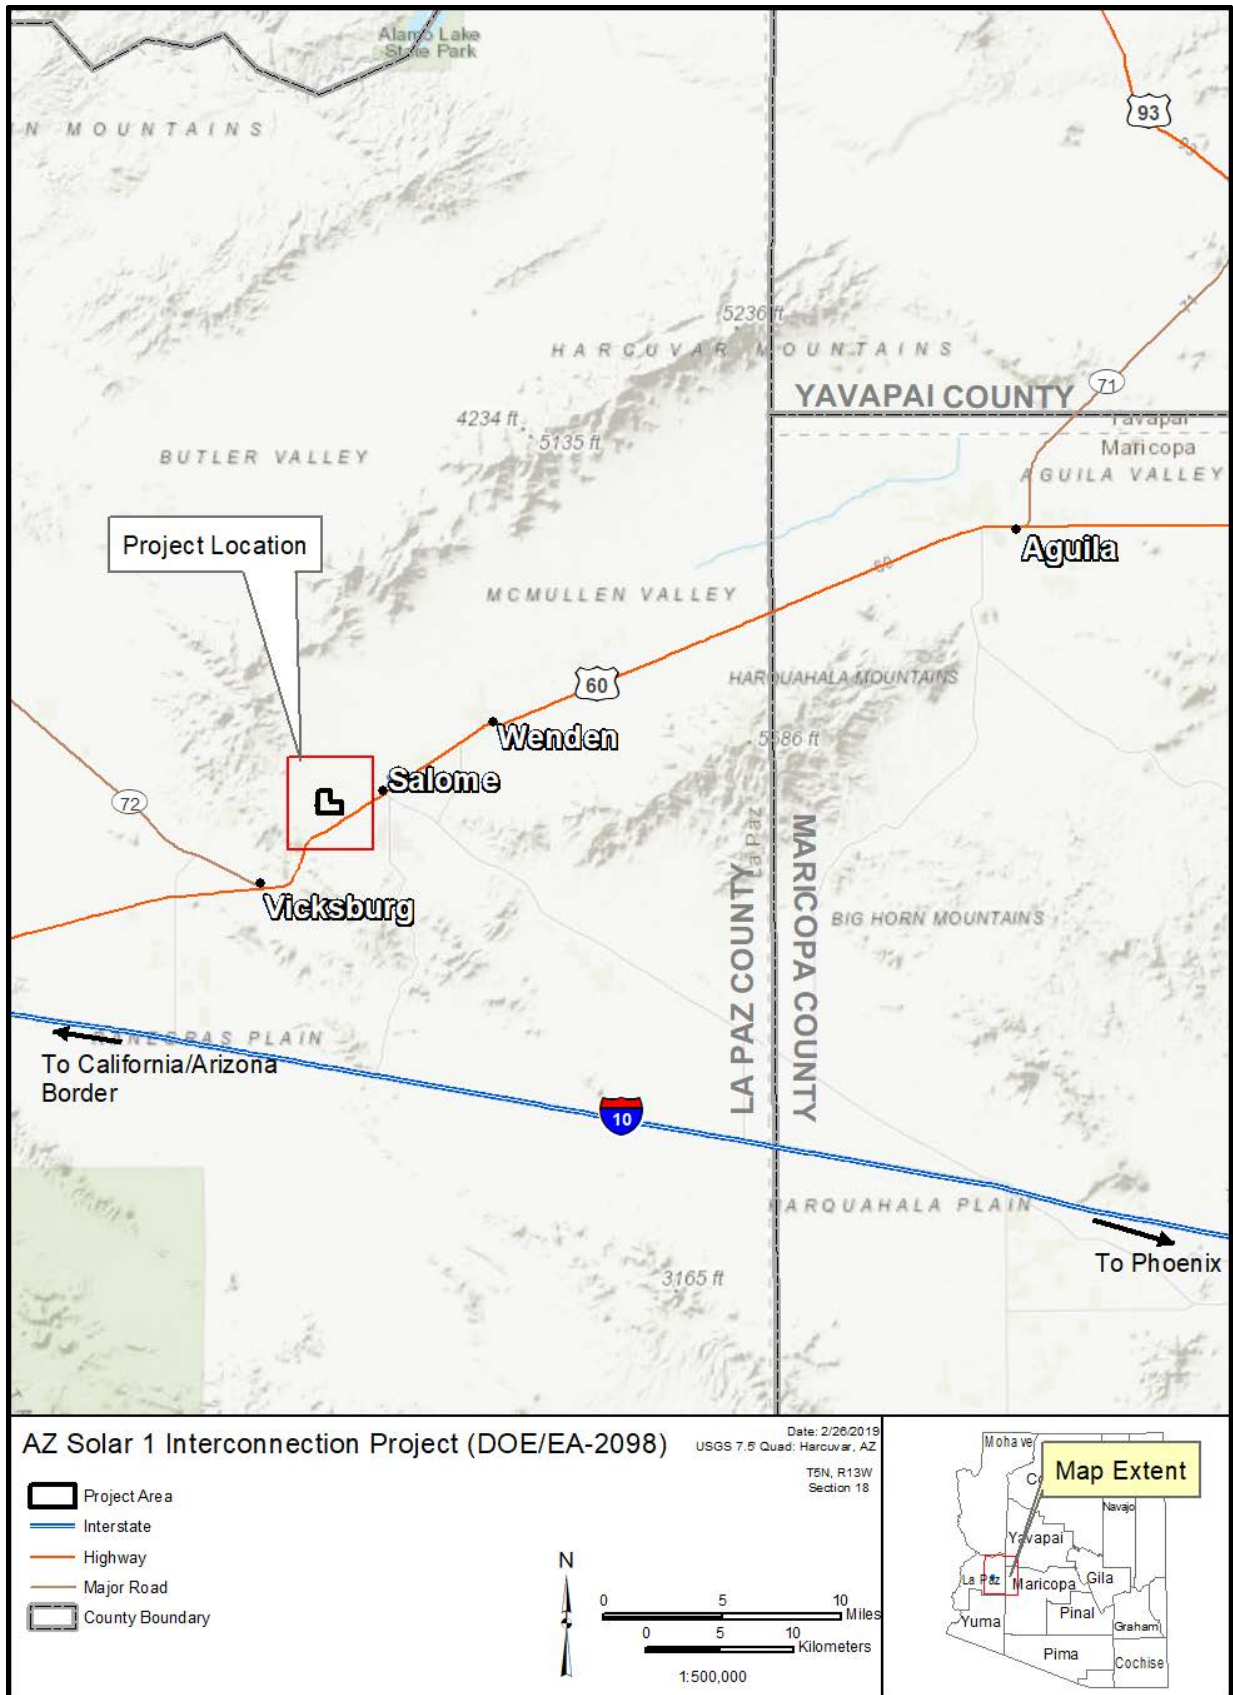 Alamo Lake
State Park
N MOUNTAINS
93
93
5236 ft
HARCUVAR MOUNTAINS
71
71
YAVAPAI COUNTY
4234 ft
5135 ft
Yavapai
Maricopa
BUTLER VALLEY
AGUILA VALLEY
Project Location
Aguila
60
MCMULLEN VALLEY
60
HARQUAHALA MOUNTAINS
Wenden
5686 ft
Salome
72
La Paz
LA PAZ COUNTY
MARICOPA COUNTY
Vicksburg
BIG HORN MOUNTAINS
RANEGRAS PLAIN
To California/Arizona
Border
10
HARQUAHALA PLAIN
To Phoenix
3165 ft
AZ Solar 1 Interconnection Project (DOE/EA-2098)
Date: 2/26/2019
USGS 7.5' Quad: Harcuvar, AZ
T5N, R13W
Section 18
Project Area
Interstate
Highway
Major Road
County Boundary
N
0 5 10
Miles
0 5 10
Kilometers
1:500,000
Mohave
Co
Map Extent
Navajo
Yavapai
La Paz
Maricopa
Gila
Yuma
Pinal
Graham
Pima
Cochise